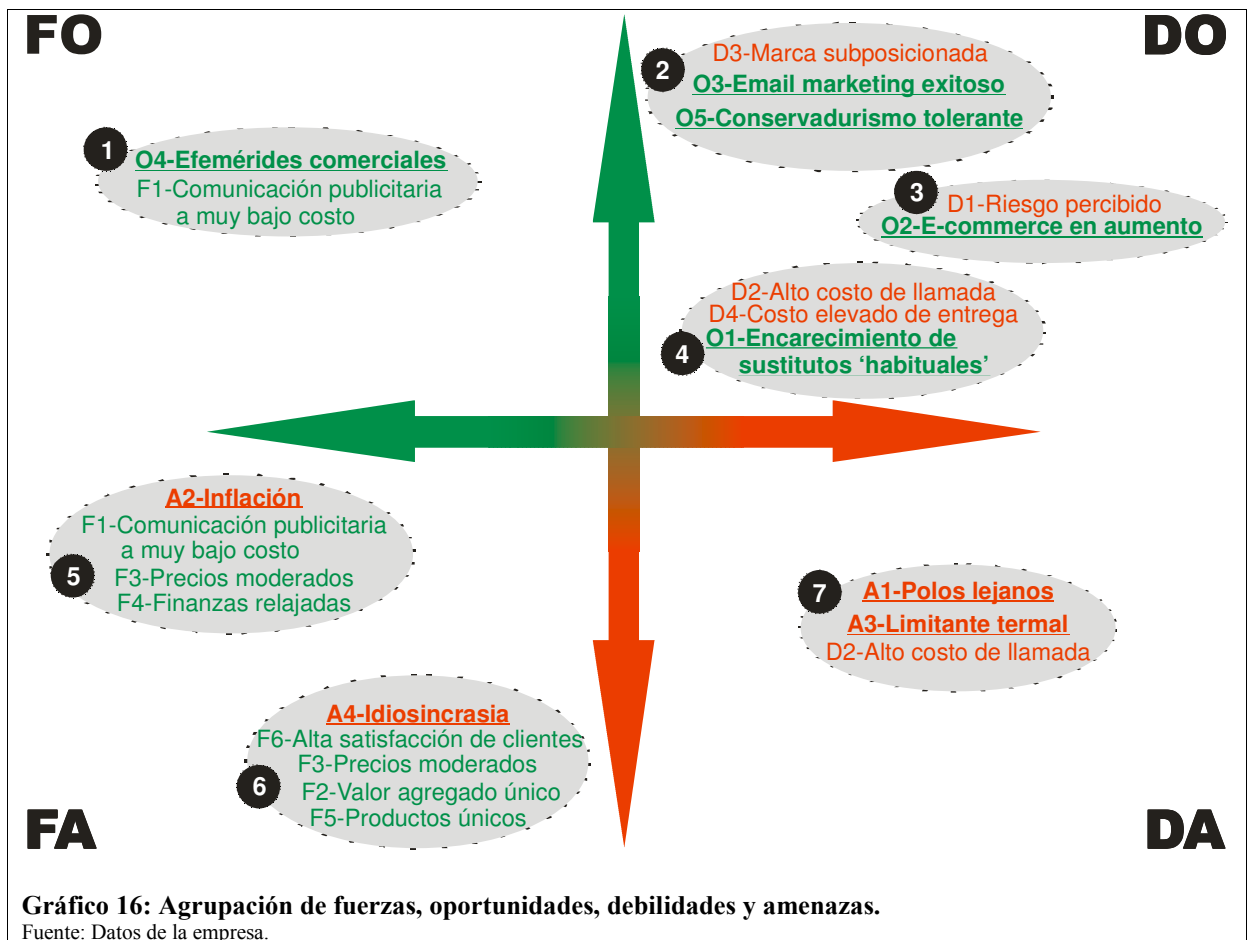 FO
DO
1
O4-Efemérides comerciales
F1-Comunicación publicitaria
a muy bajo costo
2
D3-Marca subposicionada
O3-Email marketing exitoso
O5-Conservadurismo tolerante
3
D1-Riesgo percibido
O2-E-commerce en aumento
D2-Alto costo de llamada
D4-Costo elevado de entrega
4
O1-Encarecimiento de
sustitutos ‘habituales’
A2-Inflación
F1-Comunicación publicitaria
a muy bajo costo
5
F3-Precios moderados
F4-Finanzas relajadas
7
A1-Polos lejanos
A3-Limitante termal
D2-Alto costo de llamada
A4-Idiosincrasia
F6-Alta satisfacción de clientes
F3-Precios moderados
6
F2-Valor agregado único
F5-Productos únicos
FA
DA
Gráfico 16: Agrupación de fuerzas, oportunidades, debilidades y amenazas.
Fuente: Datos de la empresa.